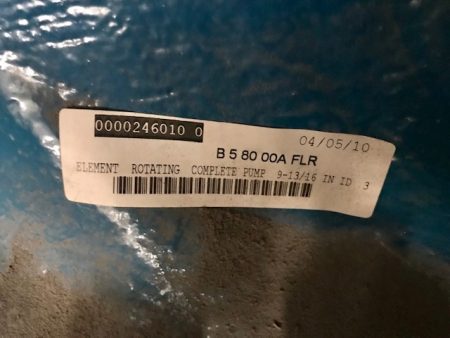 0000246010 0
04/05/10
B 5 80 00A FLR
ELEMENT ROTATING COMPLETE PUMP 9-13/16 IN ID 3